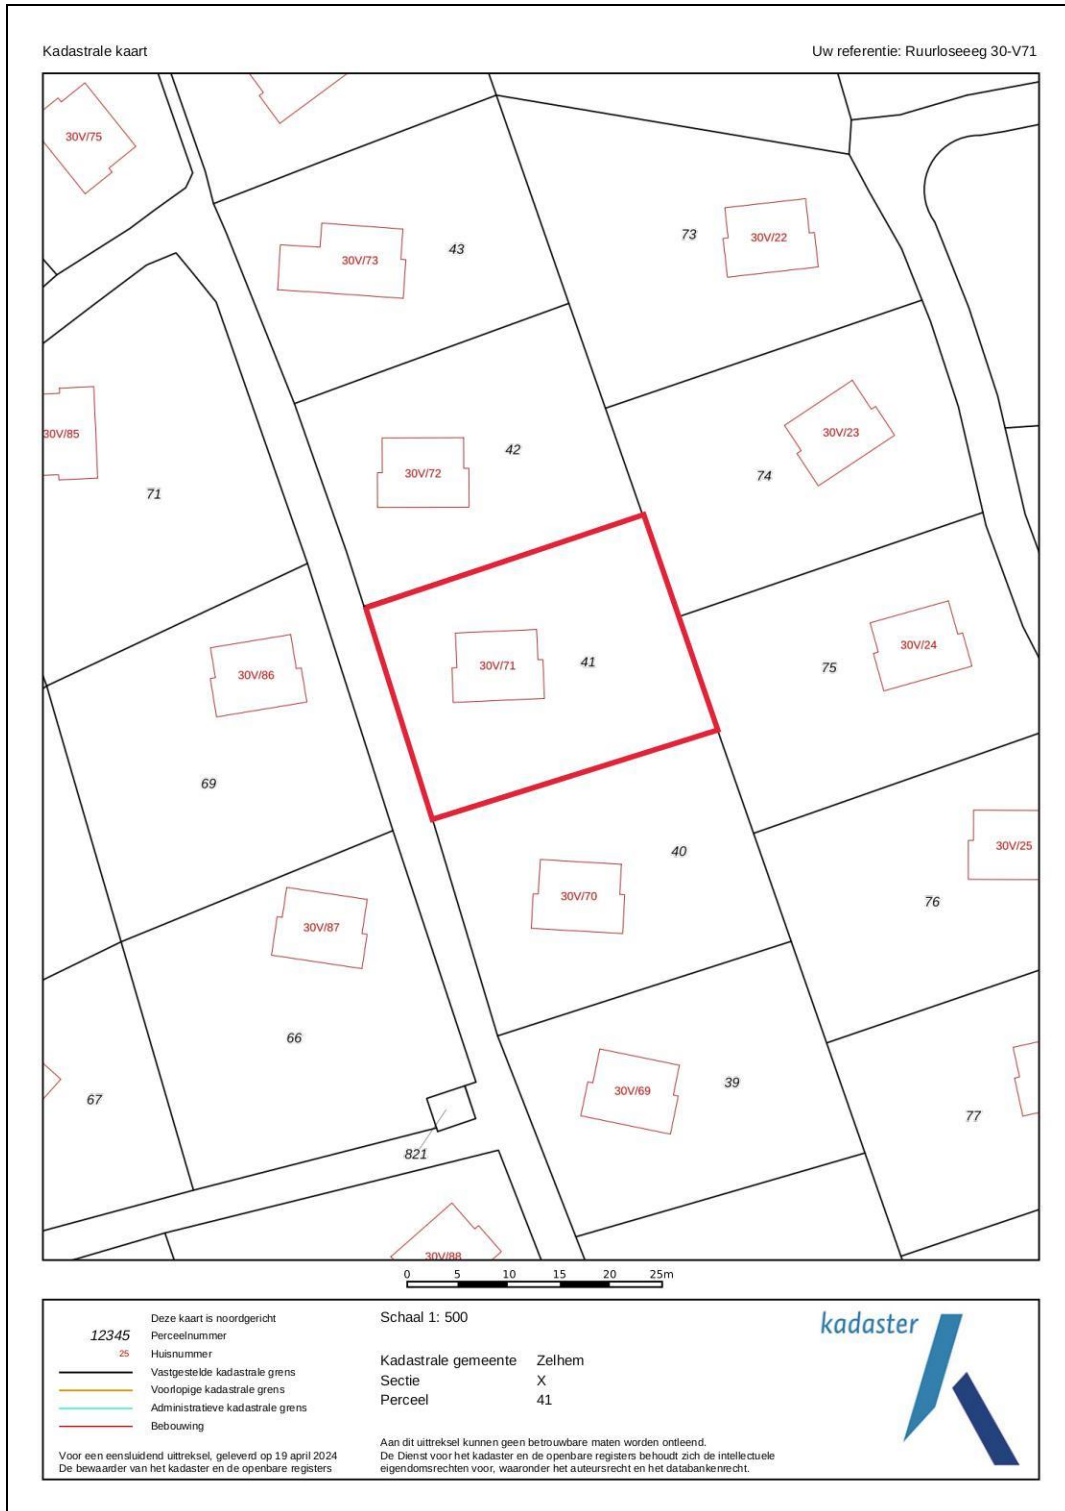 Kadastrale kaart
Uw referentie: Ruurloseeeg 30-V71
30V/75
30V/73
43
73
30V/22
30V/85
71
30V/72
42
74
30V/23
30V/86
69
30V/71
41
75
30V/24
30V/87
66
30V/70
40
76
30V/25
67
821
30V/69
39
77
30V/88
0 5 10 15 20 25m
Deze kaart is noordgericht
12345 Perceelnummer
25 Huisnummer
Vastgestelde kadastrale grens
Voorlopige kadastrale grens
Administratieve kadastrale grens
Bebouwing
Voor een eensluidend uittreksel, geleverd op 19 april 2024
De bewaarder van het kadaster en de openbare registers
Schaal 1: 500
Kadastrale gemeente Zelhem
Sectie X
Perceel 41
Aan dit uittreksel kunnen geen betrouwbare maten worden ontleend.
De Dienst voor het kadaster en de openbare registers behoudt zich de intellectuele
eigendomsrechten voor, waaronder het auteursrecht en het databankenrecht.
kadaster